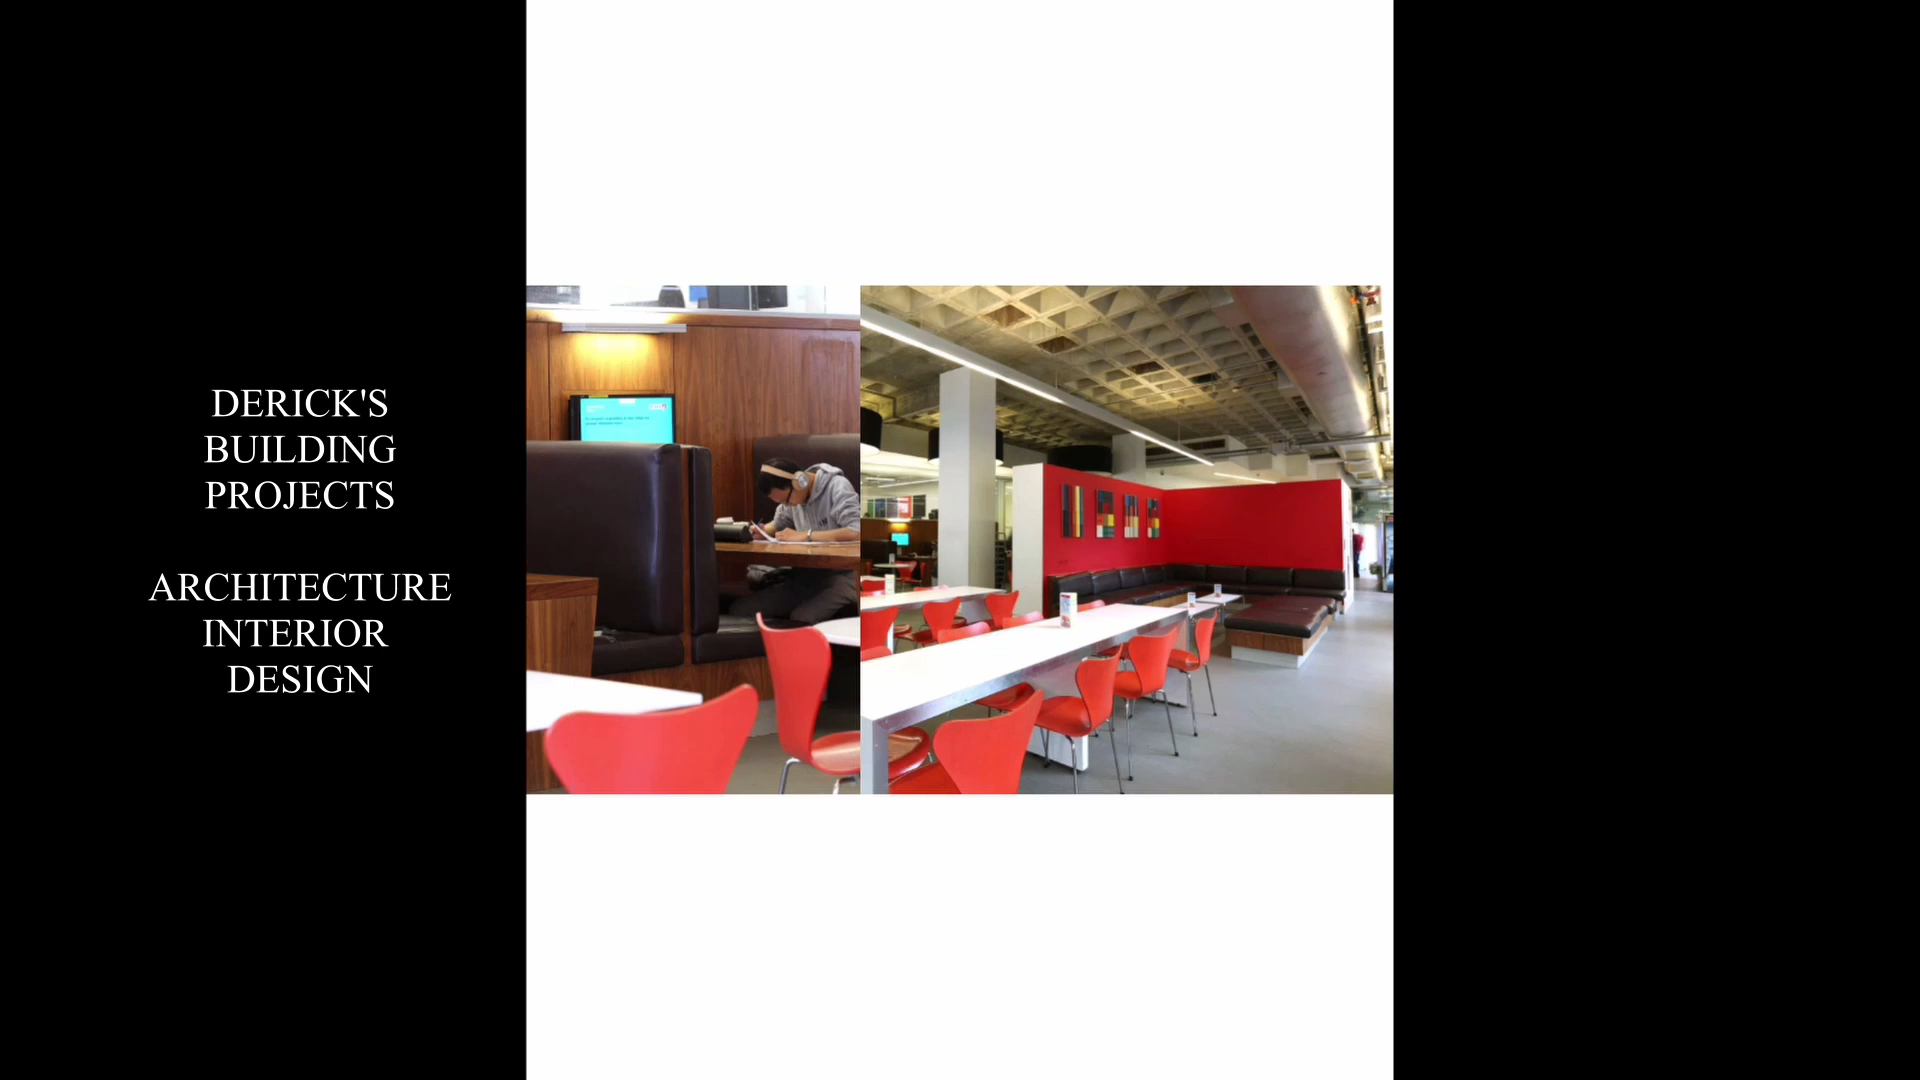 DERICK'S
BUILDING
PROJECTS
ARCHITECTURE
INTERIOR
DESIGN